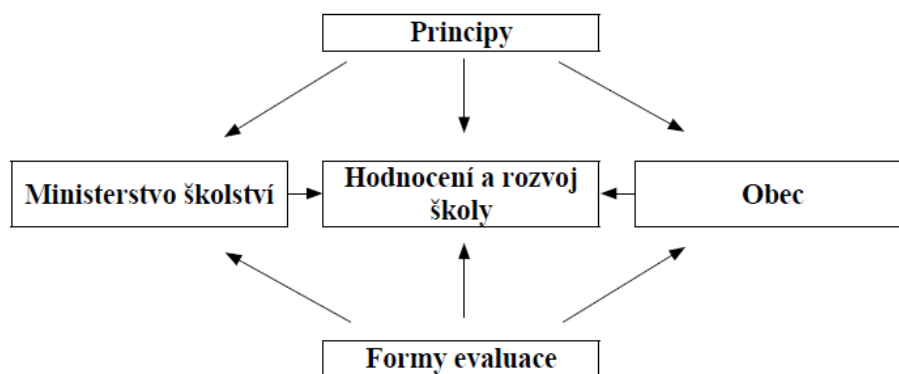 Principy
Ministerstvo školství
Hodnocení a rozvoj
školy
Obec
Formy evaluace